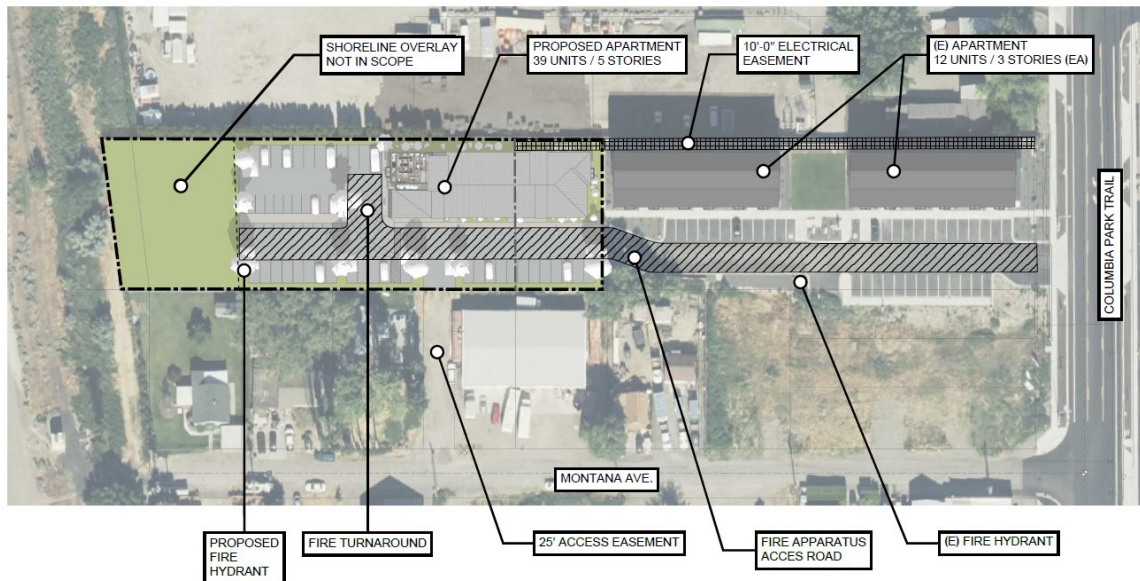 SHORELINE OVERLAY
NOT IN SCOPE
PROPOSED APARTMENT
39 UNITS / 5 STORIES
10'-0" ELECTRICAL
EASEMENT
(E) APARTMENT
12 UNITS / 3 STORIES (EA)
COLUMBIA PARK TRAIL
MONTANA AVE.
PROPOSED
FIRE
HYDRANT
FIRE TURNAROUND
25' ACCESS EASEMENT
FIRE APPARATUS
ACCES ROAD
(E) FIRE HYDRANT